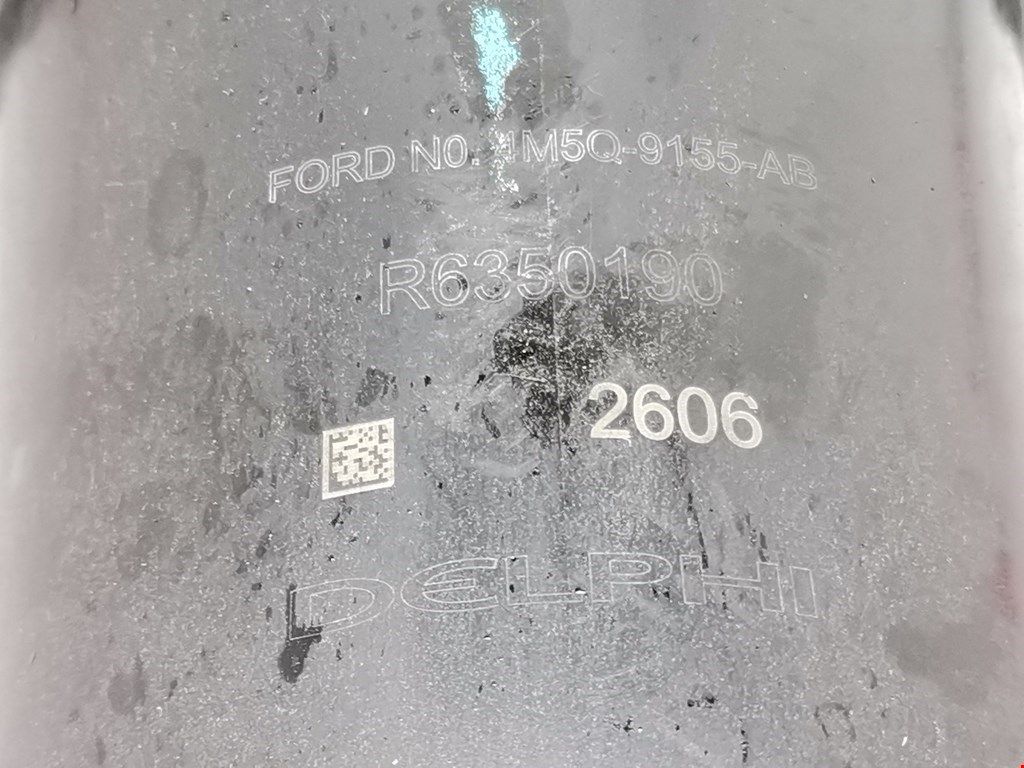 FORD NO. 4M5Q-9155-AB
R6350190
2606
DELPHI